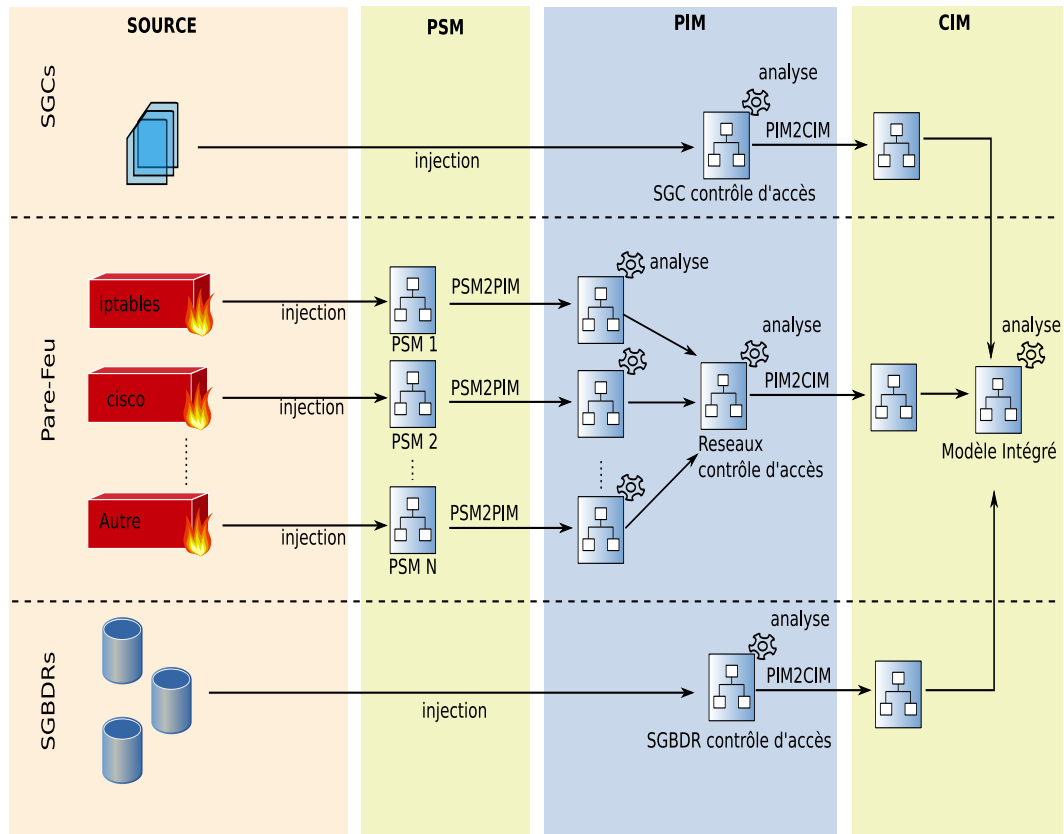 SOURCE
PSM
PIM
CIM
SGCs
analyse
injection
PIM2CIM
SGC contrôle d'accès
Pare-Feu
iptables
injection
PSM2PIM
analyse
PSM 1
cisco
injection
PSM2PIM
PSM 2
analyse
PIM2CIM
analyse
Reseaux
contrôle d'accès
Modèle Intégré
Autre
injection
PSM2PIM
PSM N
SGBDRs
analyse
injection
PIM2CIM
SGBDR contrôle d'accès